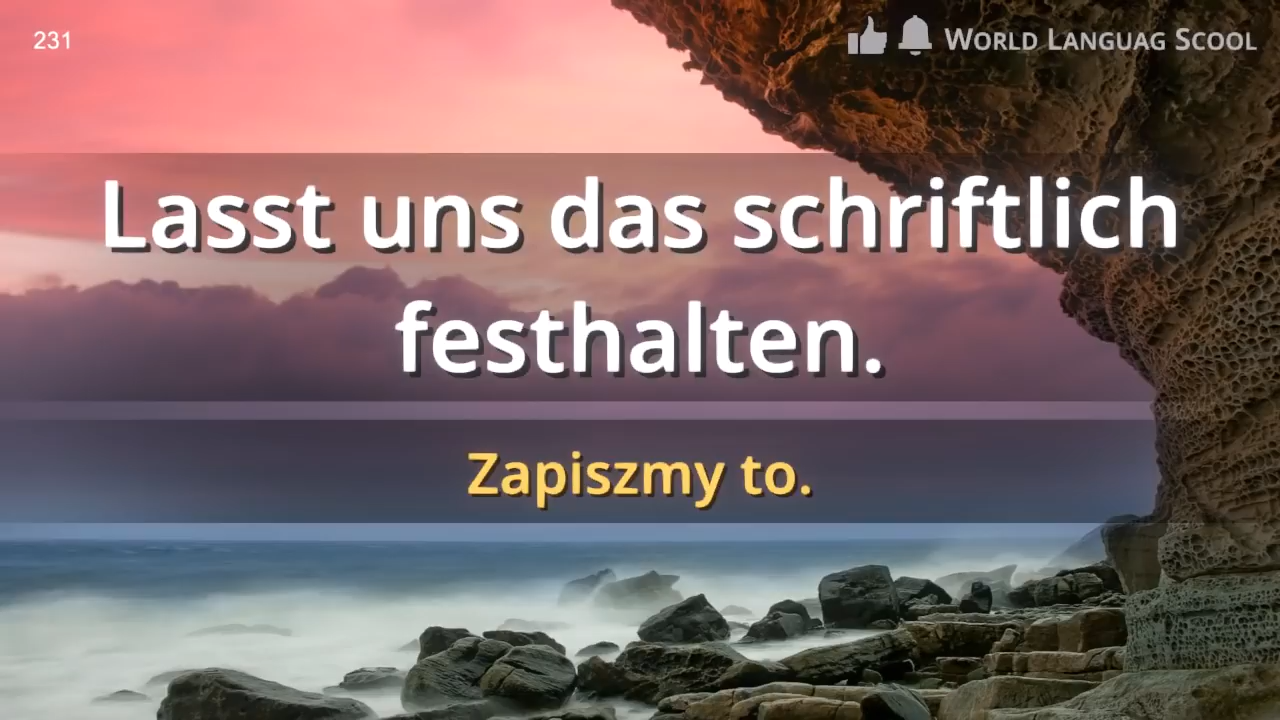 231
World Languag Scool
Lasst uns das schriftlich
festhalten.
Zapiszmy to.